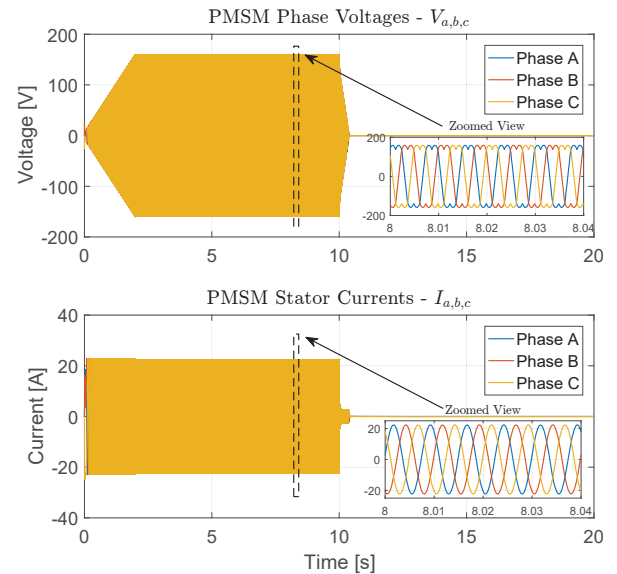 PMSM Phase Voltages - V_{a,b,c}
200
100
0
-100
-200
Voltage [V]
0 5 10 15 20
Phase A
Phase B
Phase C
Zoomed View
200
0
-200
8 8.01 8.02 8.03 8.04
PMSM Stator Currents - I_{a,b,c}
40
20
0
-20
-40
Current [A]
Phase A
Phase B
Phase C
Zoomed View
20
0
-20
8 8.01 8.02 8.03 8.04
0 5 10 15 20
Time [s]